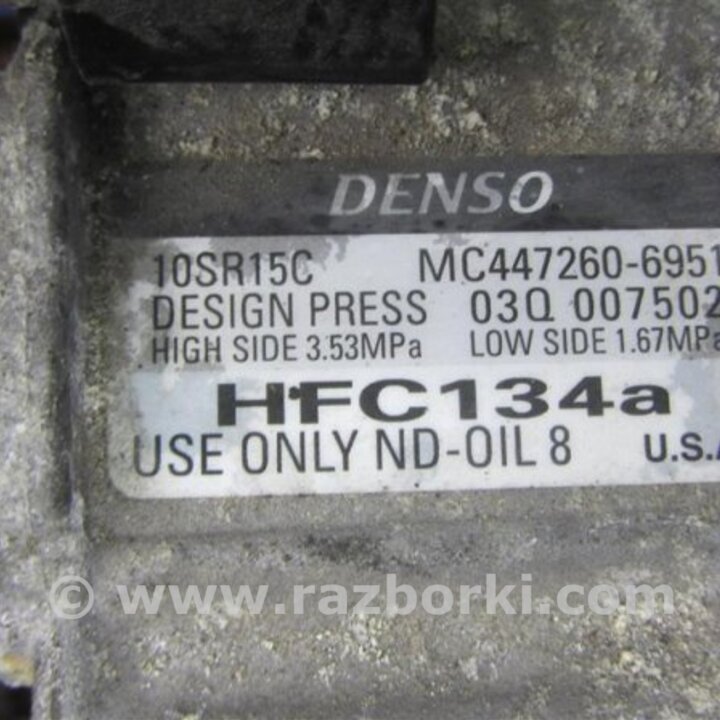 DENSO
10SR15C MC447260-6951
DESIGN PRESS 03Q 007502
HIGH SIDE 3.53MPa LOW SIDE 1.67MPa
HFC134a
USE ONLY ND-OIL 8 U.S.A
© www.razborki.com